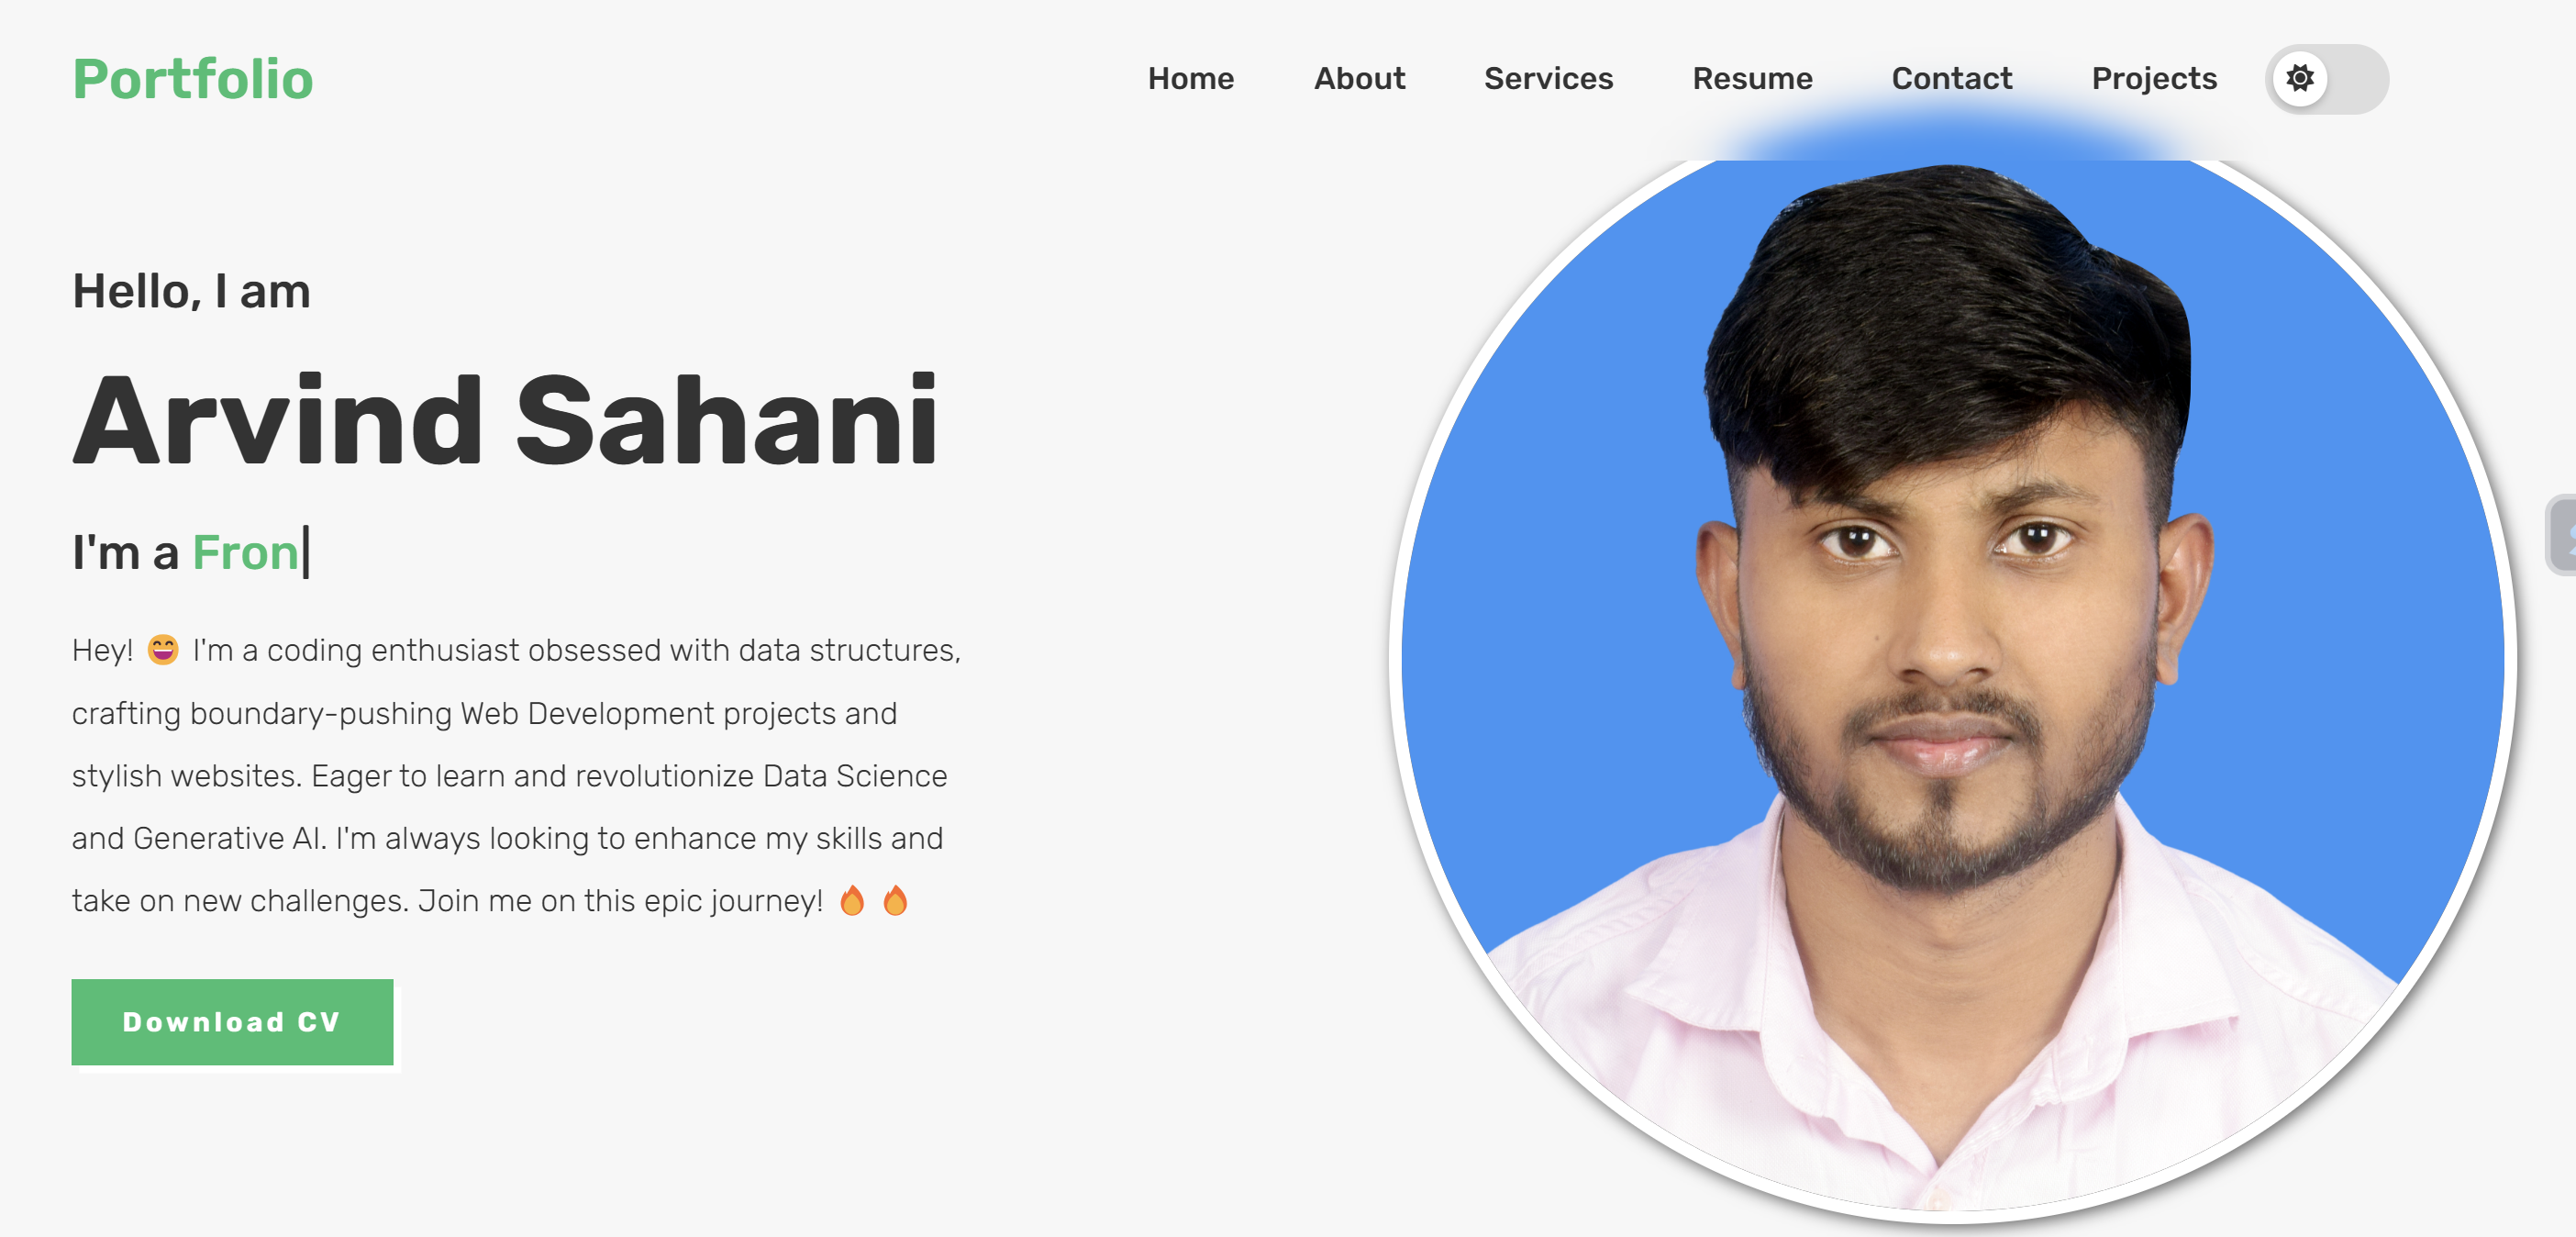 Portfolio
Home About Services Resume Contact Projects
Hello, I am
Arvind Sahani
I'm a Fron|
Hey! 😄 I'm a coding enthusiast obsessed with data structures,
crafting boundary-pushing Web Development projects and
stylish websites. Eager to learn and revolutionize Data Science
and Generative AI. I'm always looking to enhance my skills and
take on new challenges. Join me on this epic journey! 🔥 🔥
Download CV